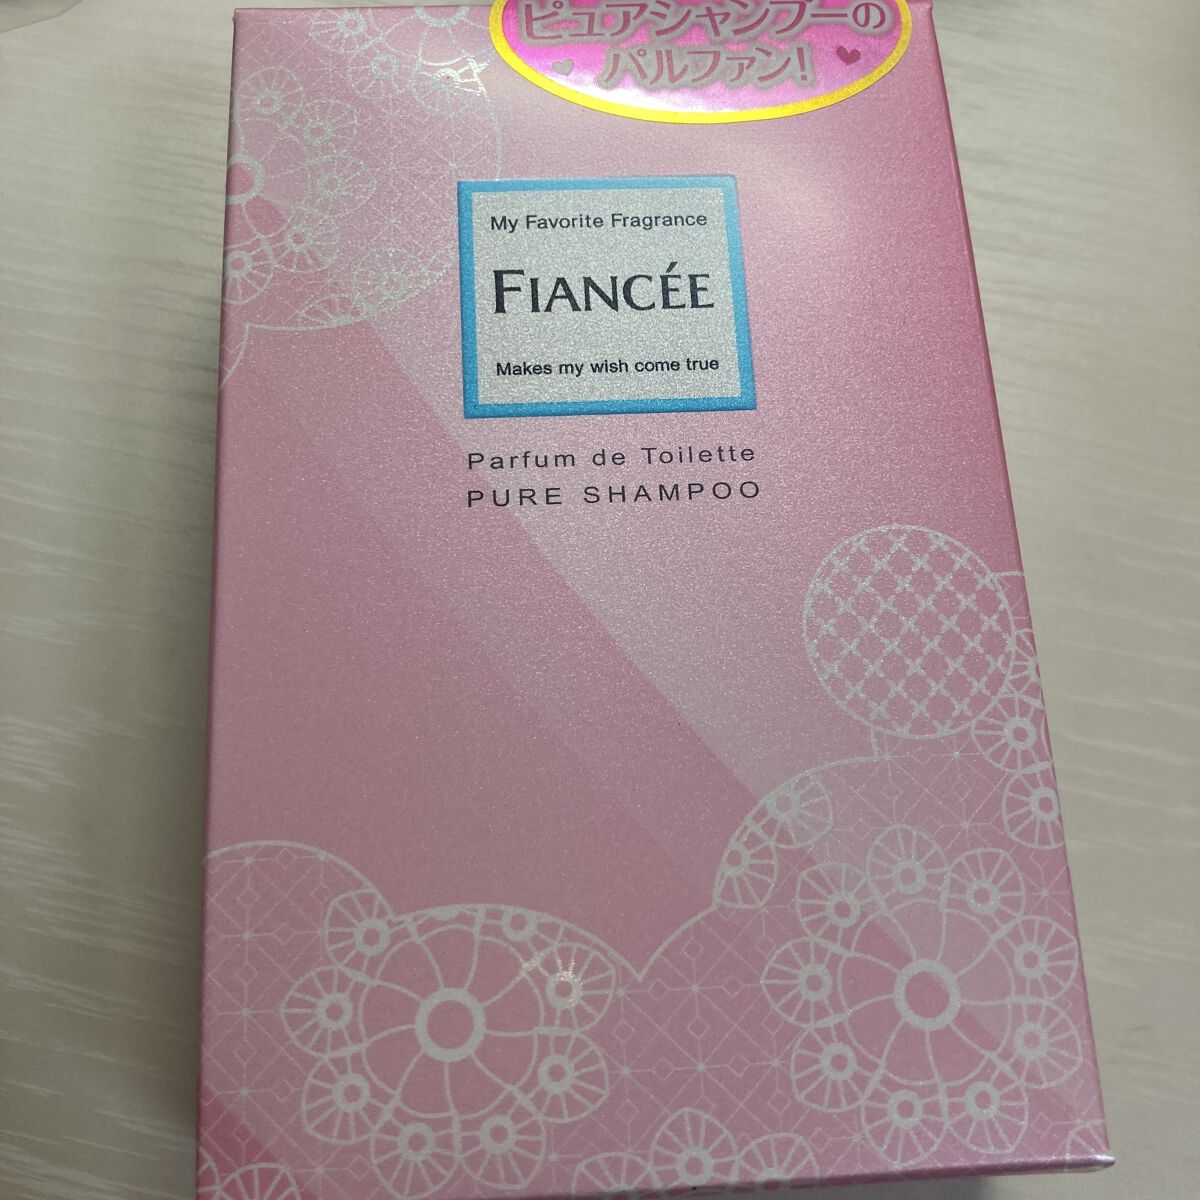 ピュアシャンプーの
パルファン!
My Favorite Fragrance
FIANCÉE
Makes my wish come true
Parfum de Toilette
PURE SHAMPOO